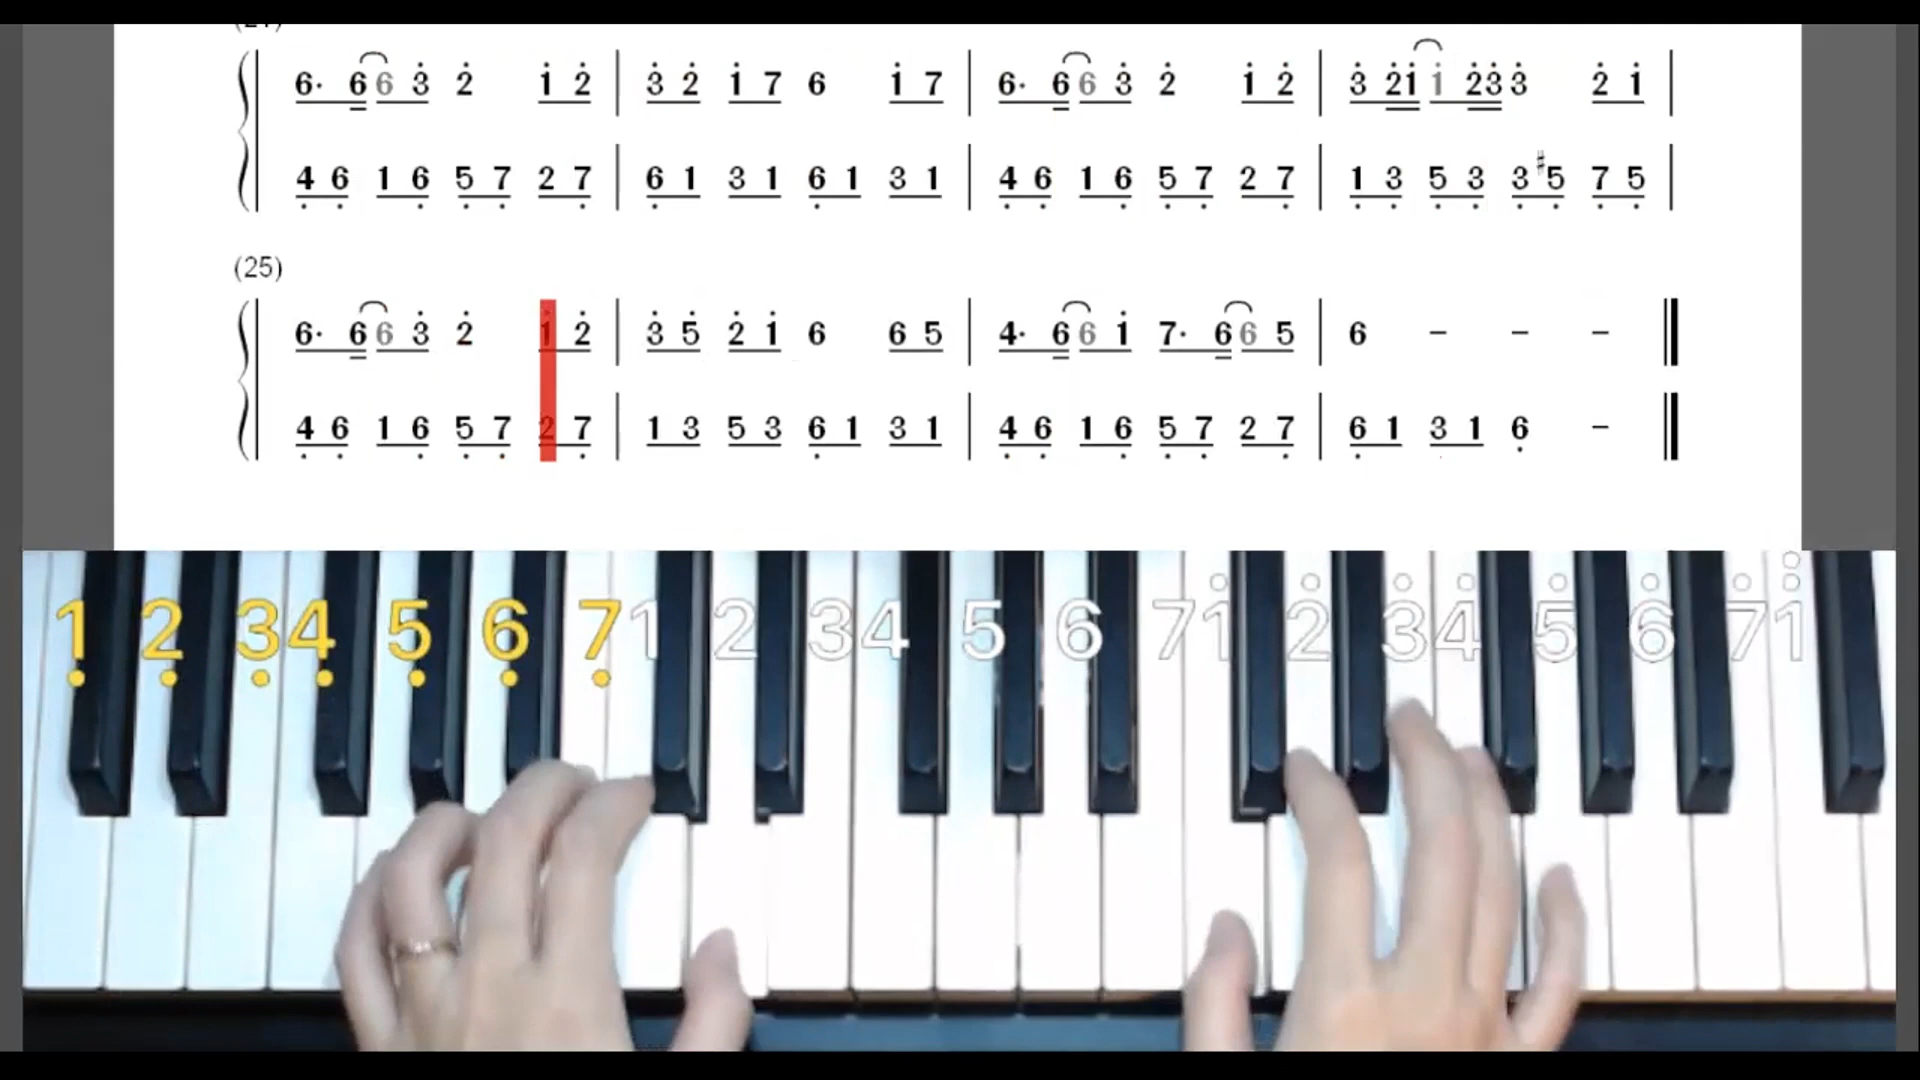 6· 6 6 3̇ 2̇ 1̇ 2̇ | 3̇ 2̇ 1̇ 7 6 1̇ 7 | 6· 6 6 3̇ 2̇ 1̇ 2̇ | 3̇ 2̇ 1̇ 1̇ 2̇ 3̇ 3̇ 2̇ 1̇ |
4̣ 6̣ 1 6̣ 5̣ 7̣ 2 7̣ | 6̣ 1 3 1 6̣ 1 3 1 | 4̣ 6̣ 1 6̣ 5̣ 7̣ 2 7̣ | 1̣ 3̣ 5̣ 3̣ 3̣ ♯5̣ 7̣ 5̣ |
(25)
6· 6 6 3̇ 2̇ 1̇ 2̇ | 3̇ 5̇ 2̇ 1̇ 6 6 5 | 4· 6 6 1̇ 7· 6 6 5 | 6 − − − ‖
4̣ 6̣ 1 6̣ 5̣ 7̣ 2 7̣ | 1 3 5 3 6̣ 1 3 1 | 4̣ 6̣ 1 6̣ 5̣ 7̣ 2 7̣ | 6̣ 1 3 1 6̣ − ‖
1̣ 2̣ 3̣ 4̣ 5̣ 6̣ 7̣ 1 2 3 4 5 6 7 1̇ 2̇ 3̇ 4̇ 5̇ 6̇ 7̇ 1̈